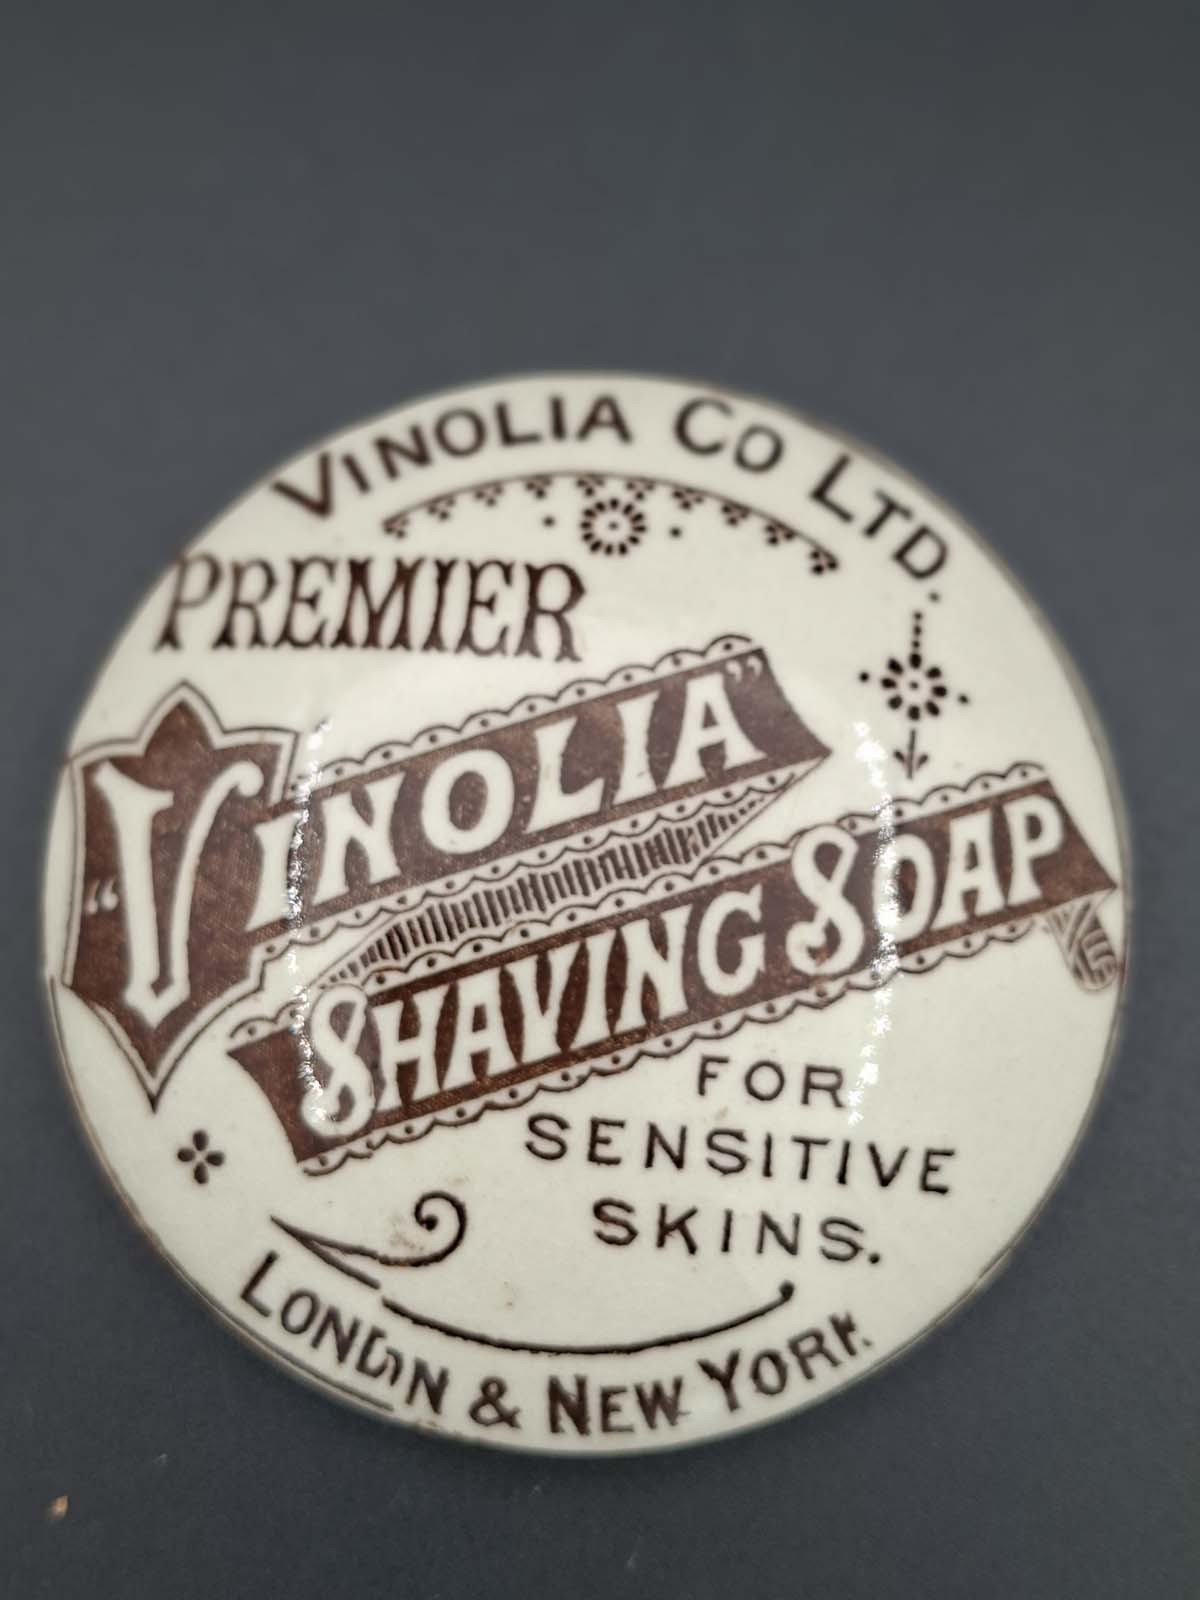 VINOLIA CO LTD.
PREMIER
"VINOLIA"
SHAVING SOAP
FOR
SENSITIVE
SKINS.
LONDON & NEW YORK